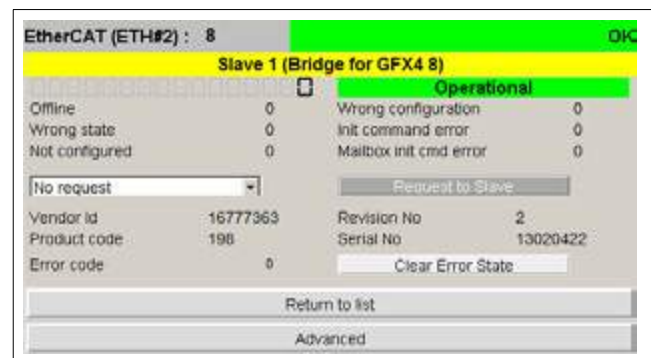 EtherCAT (ETH#2) : 8 OK
Slave 1 (Bridge for GFX4 8)
Operational
Offline 0 Wrong configuration 0
Wrong state 0 Init command error 0
Not configured 0 Mailbox init cmd error 0
No request Request to Slave
Vendor Id 16777363 Revision No 2
Product code 198 Serial No 13020422
Error code 0 Clear Error State
Return to list
Advanced